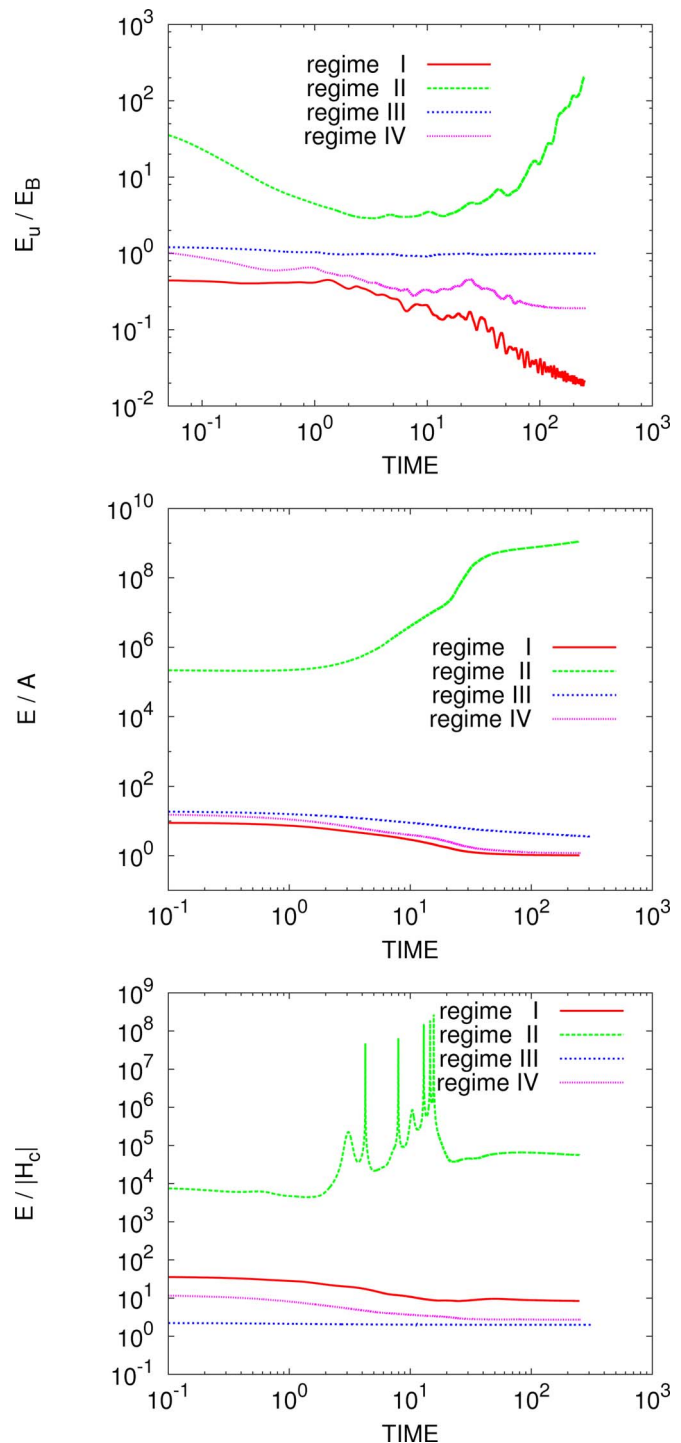 10^3
10^2
10^1
10^0
10^-1
10^-2
E_u / E_B
regime I
regime II
regime III
regime IV
10^-1 10^0 10^1 10^2 10^3
TIME
10^10
10^8
10^6
10^4
10^2
10^0
E / A
regime I
regime II
regime III
regime IV
10^-1 10^0 10^1 10^2 10^3
TIME
10^9
10^8
10^7
10^6
10^5
10^4
10^3
10^2
10^1
10^0
10^-1
E / |H_c|
regime I
regime II
regime III
regime IV
10^-1 10^0 10^1 10^2 10^3
TIME